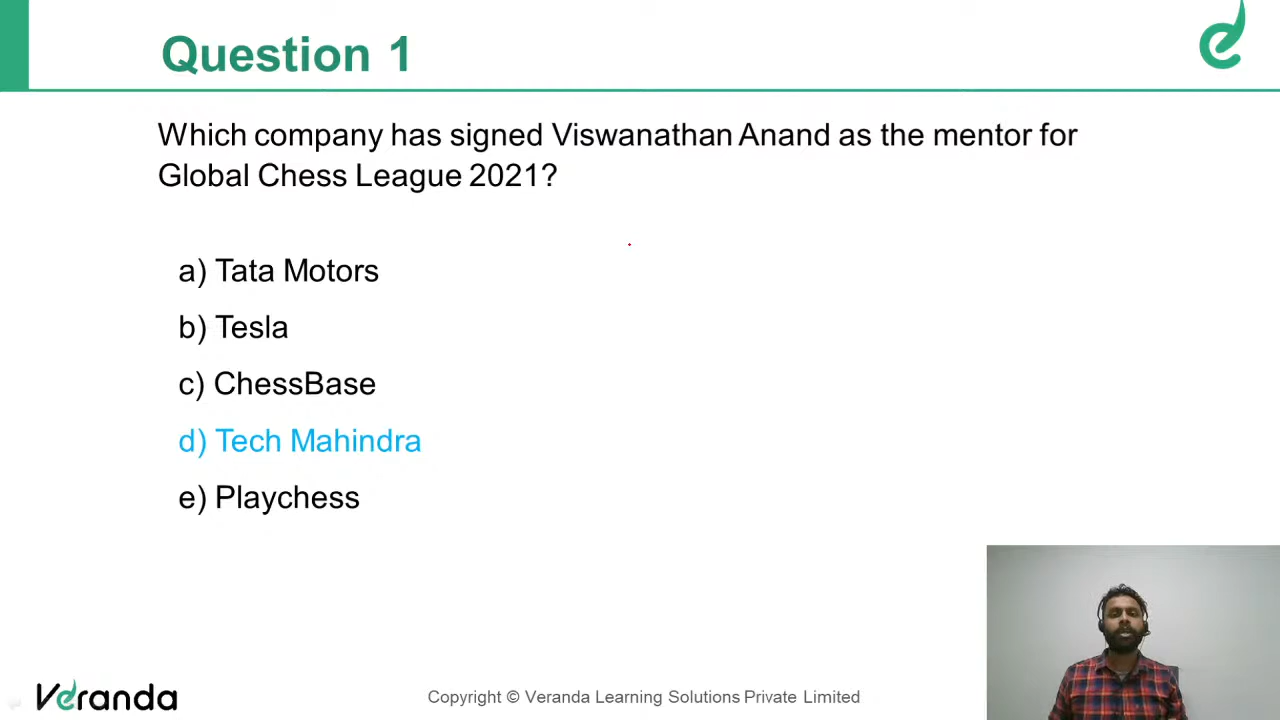 Question 1
Which company has signed Viswanathan Anand as the mentor for
Global Chess League 2021?
a) Tata Motors
b) Tesla
c) ChessBase
d) Tech Mahindra
e) Playchess
Veranda
Copyright © Veranda Learning Solutions Private Limited